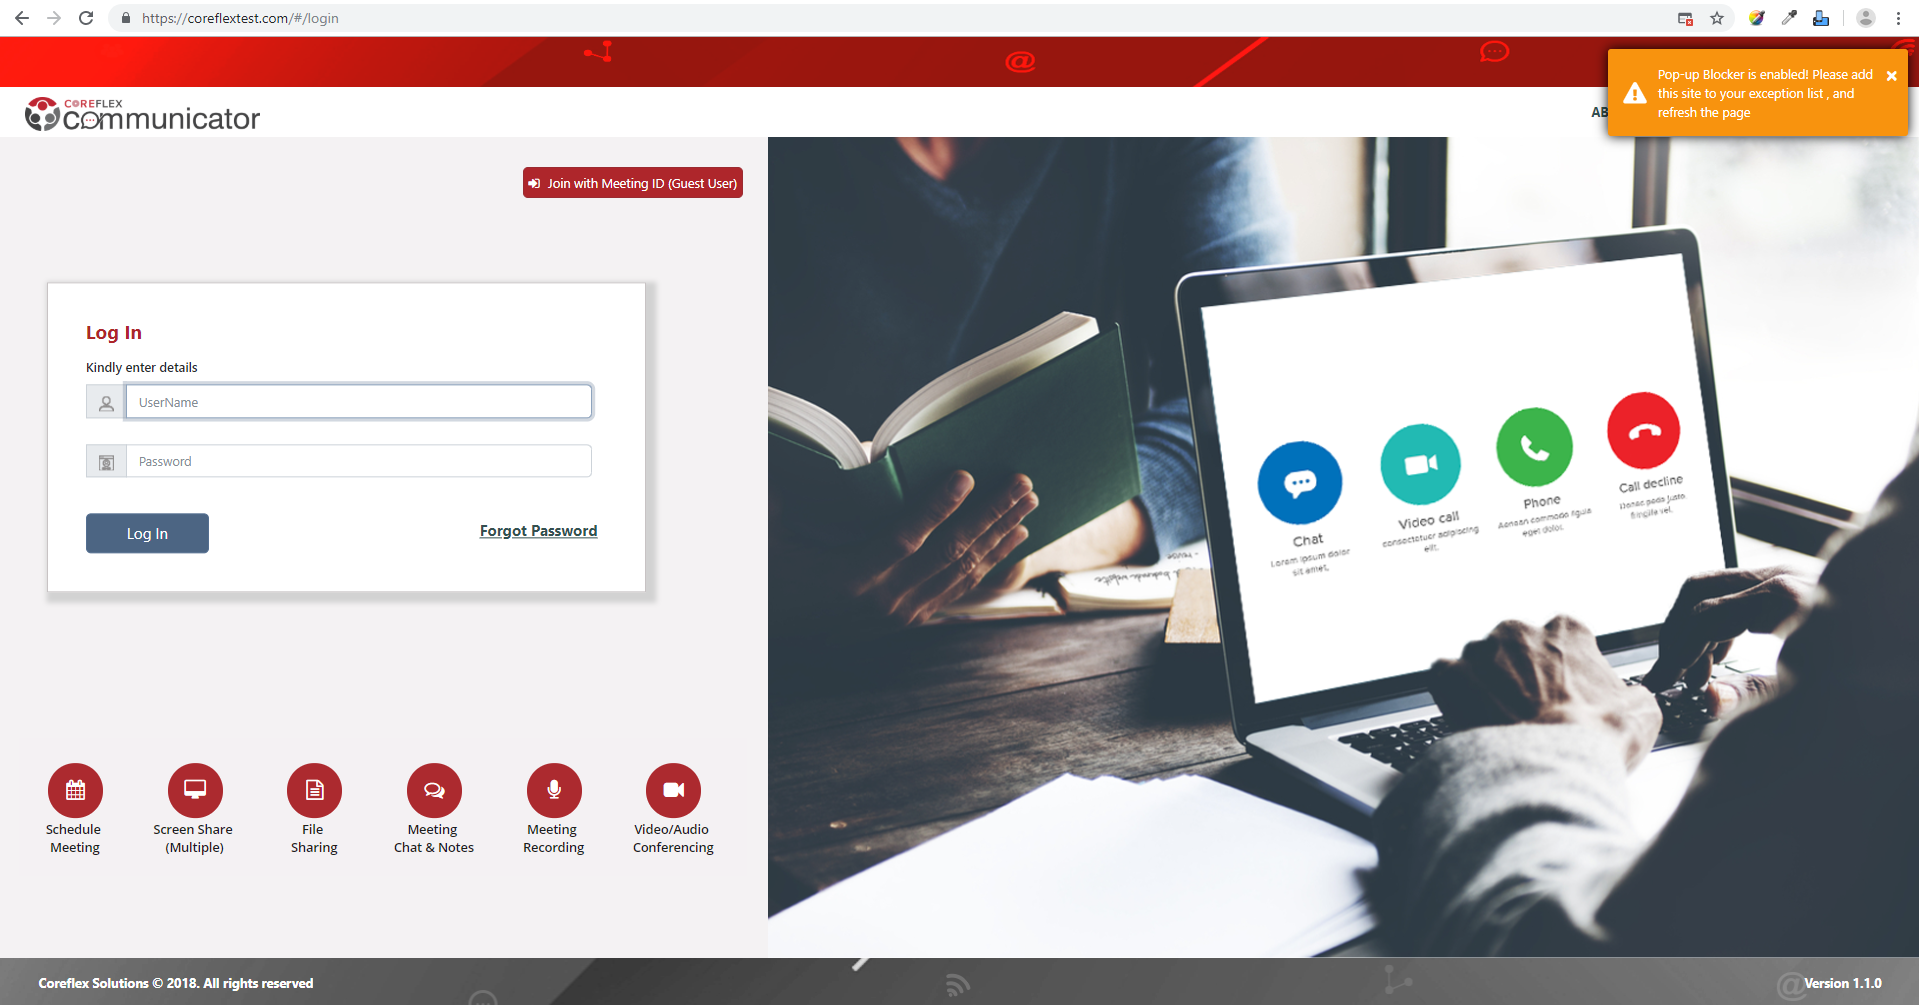 https://coreflextest.com/#/login
Pop-up Blocker is enabled! Please add
this site to your exception list , and
refresh the page
COREFLEX
communicator
AB
Join with Meeting ID (Guest User)
Log In
Kindly enter details
UserName
Password
Log In
Forgot Password
Chat
Lorem ipsum dolor
sit amet,
Video call
consectetuer adipiscing
elit.
Phone
Aenean commodo ligula
eget dolor.
Call decline
Donec pede justo
fringilla vel,
Schedule
Meeting
Screen Share
(Multiple)
File
Sharing
Meeting
Chat & Notes
Meeting
Recording
Video/Audio
Conferencing
Coreflex Solutions © 2018. All rights reserved
Version 1.1.0